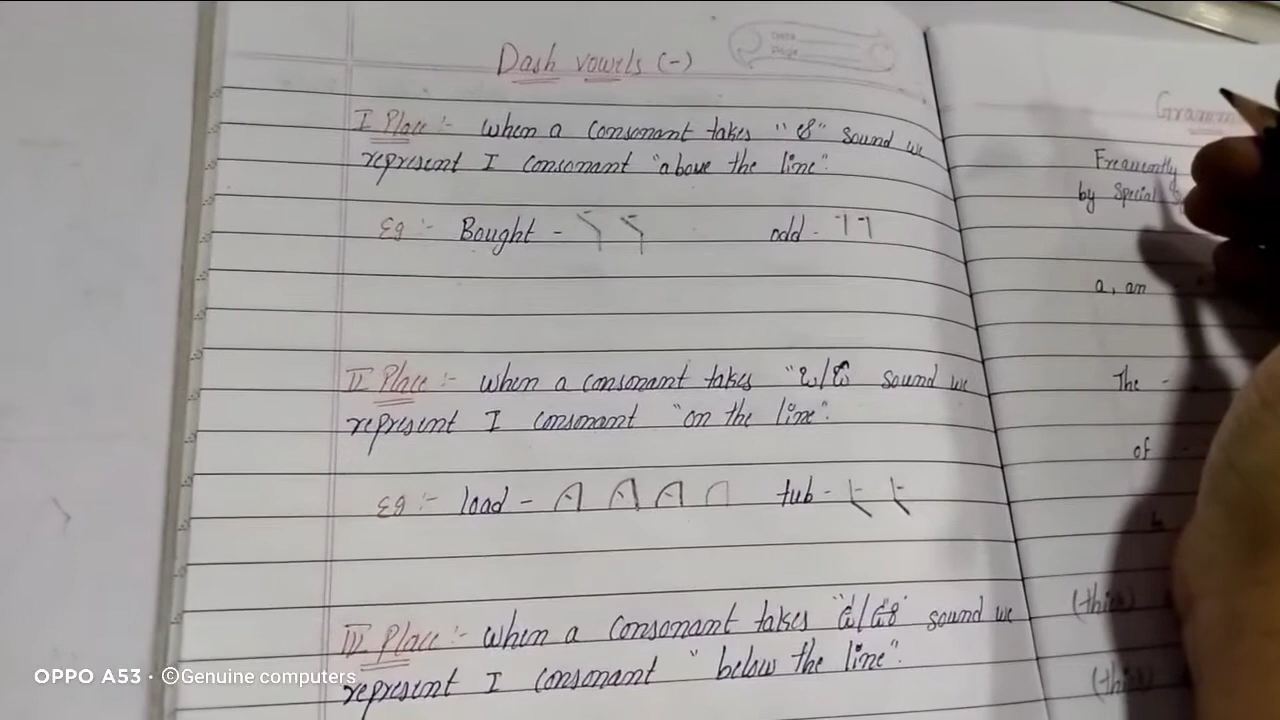 Dash vowels (-)
I Place :- When a consonant takes " " sound we
represent I consonant "above the line".
Eg :- Bought - odd -
II Place :- when a consonant takes " " sound we
represent I consonant "on the line".
Eg :- load - tub -
III Place :- When a consonant takes " " sound we
represent I consonant "below the line".
Gramm
Frequently
by Special
a, an -
The -
of -
OPPO A53 · ©Genuine computers